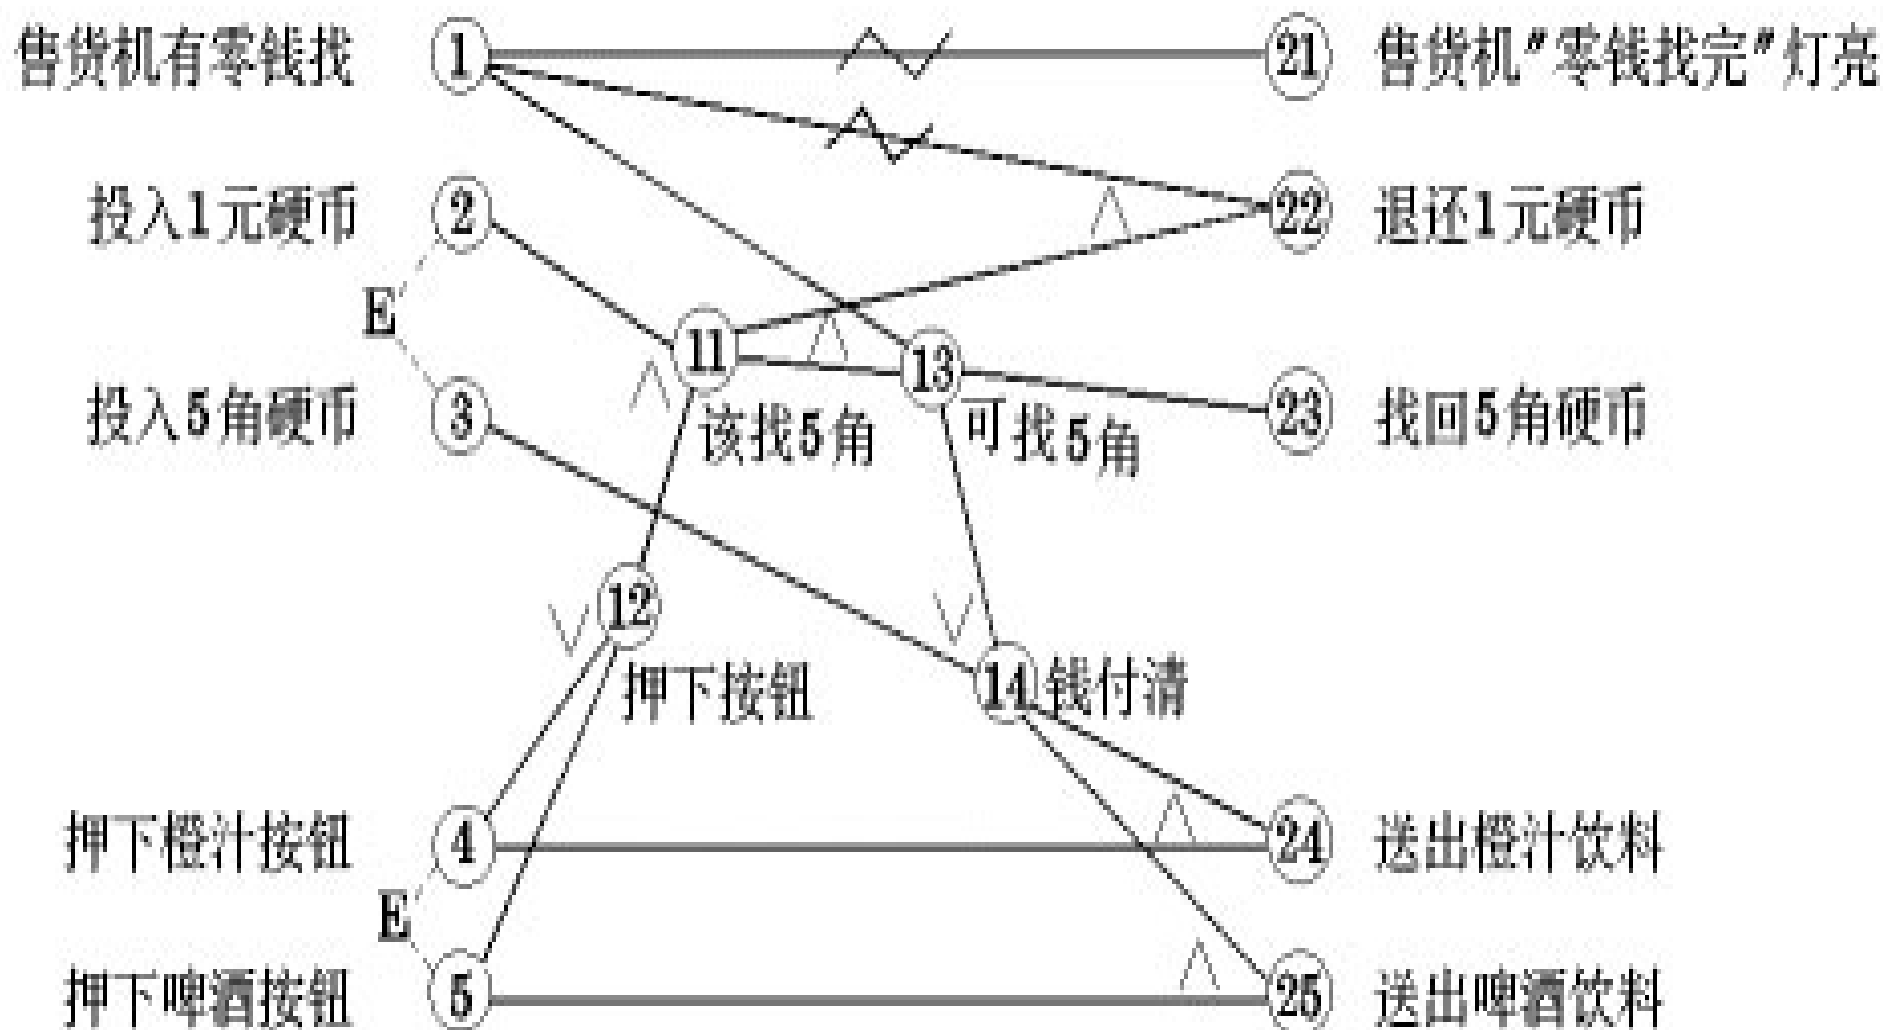 售货机有零钱找 1 21 售货机"零钱找完"灯亮
投入1元硬币 2 22 退还1元硬币
E
11 13
投入5角硬币 3 该找5角 可找5角 23 找回5角硬币
12
押下按钮 14 钱付清
押下橙汁按钮 4 24 送出橙汁饮料
E
押下啤酒按钮 5 25 送出啤酒饮料